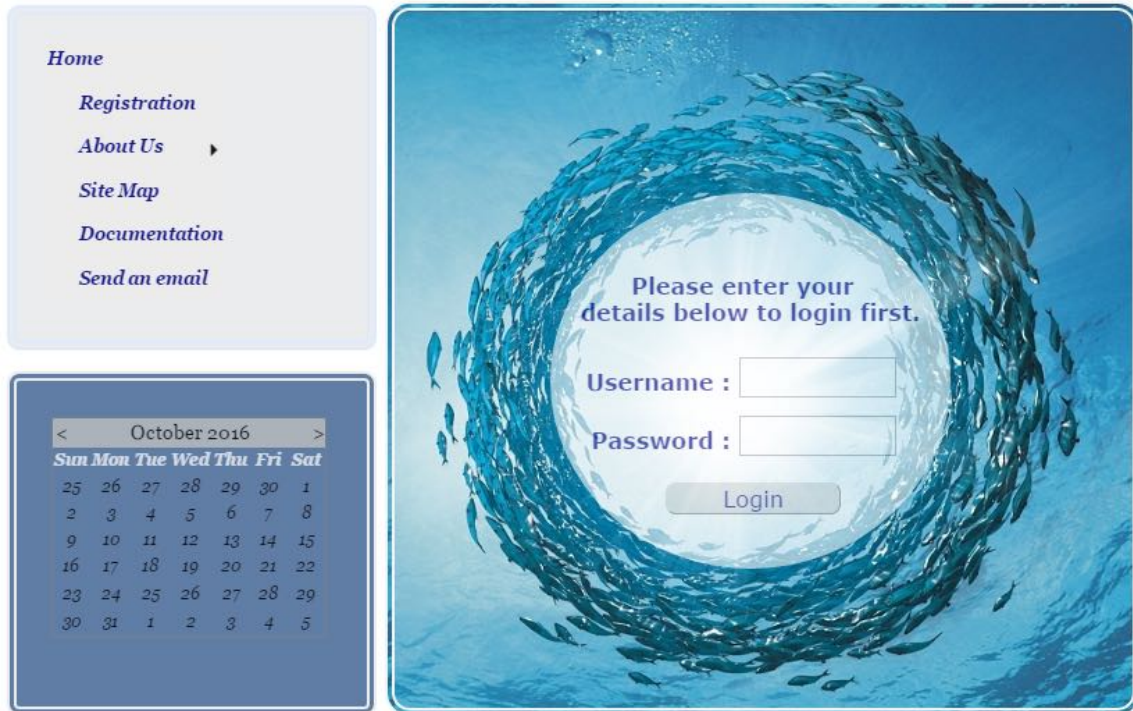 Home
Registration
About Us
Site Map
Documentation
Send an email
< October 2016 >
Sun Mon Tue Wed Thu Fri Sat
25 26 27 28 29 30 1
2 3 4 5 6 7 8
9 10 11 12 13 14 15
16 17 18 19 20 21 22
23 24 25 26 27 28 29
30 31 1 2 3 4 5
Please enter your
details below to login first.
Username :
Password :
Login